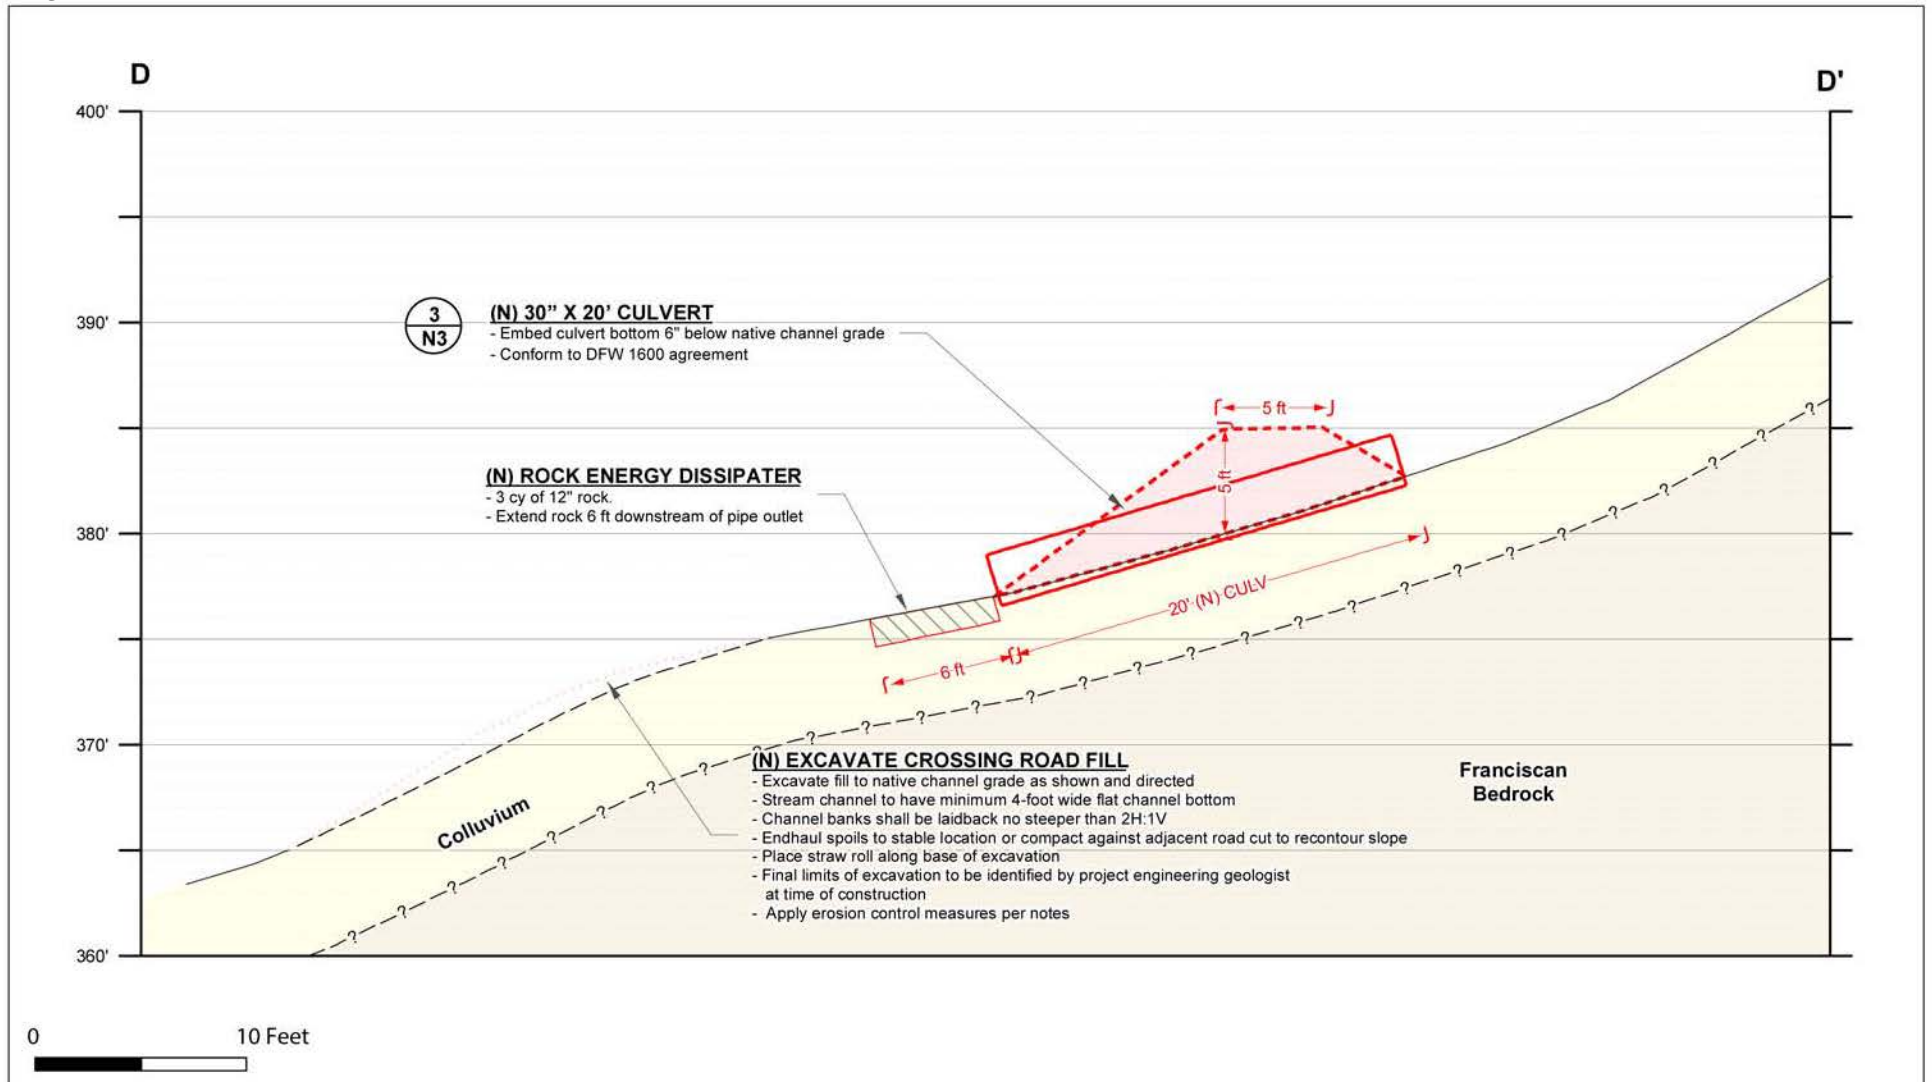 D
D'
400'
390'
380'
370'
360'
3
N3
(N) 30” X 20’ CULVERT
- Embed culvert bottom 6" below native channel grade
- Conform to DFW 1600 agreement
5 ft
5 ft
(N) ROCK ENERGY DISSIPATER
- 3 cy of 12" rock.
- Extend rock 6 ft downstream of pipe outlet
20' (N) CULV
6 ft
(N) EXCAVATE CROSSING ROAD FILL
- Excavate fill to native channel grade as shown and directed
- Stream channel to have minimum 4-foot wide flat channel bottom
- Channel banks shall be laidback no steeper than 2H:1V
- Endhaul spoils to stable location or compact against adjacent road cut to recontour slope
- Place straw roll along base of excavation
- Final limits of excavation to be identified by project engineering geologist
at time of construction
- Apply erosion control measures per notes
Colluvium
Franciscan
Bedrock
? ? ? ? ? ? ? ? ? ? ? ? ? ? ? ? ? ? ? ? ? ? ? ? ? ? ? ?
0 10 Feet